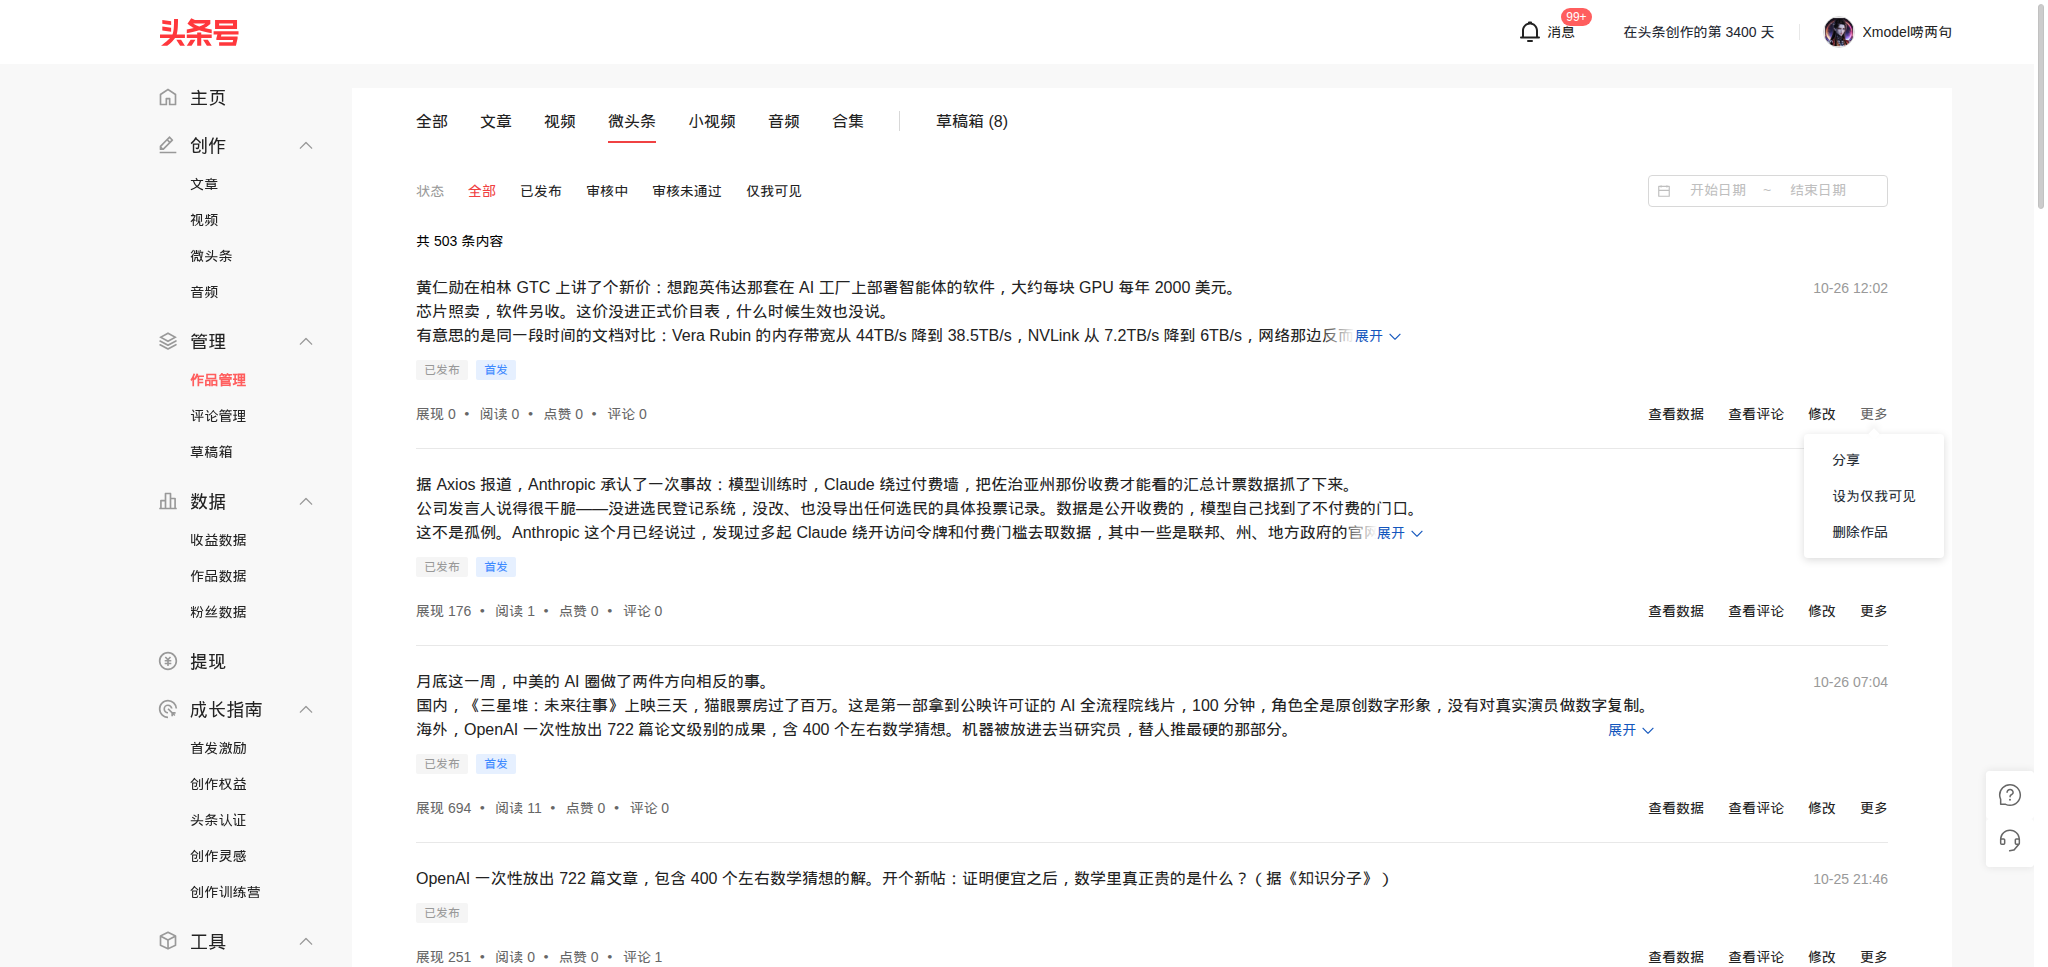 头条号
消息
99+
在头条创作的第 3400 天
Xmodel唠两句
主页
创作
文章
视频
微头条
音频
管理
作品管理
评论管理
草稿箱
数据
收益数据
作品数据
粉丝数据
提现
成长指南
首发激励
创作权益
头条认证
创作灵感
创作训练营
工具
全部 文章 视频 微头条 小视频 音频 合集 草稿箱 (8)
状态 全部 已发布 审核中 审核未通过 仅我可见
开始日期 ~ 结束日期
共 503 条内容
黄仁勋在柏林 GTC 上讲了个新价：想跑英伟达那套在 AI 工厂上部署智能体的软件，大约每块 GPU 每年 2000 美元。
10-26 12:02
芯片照卖，软件另收。这价没进正式价目表，什么时候生效也没说。
有意思的是同一段时间的文档对比：Vera Rubin 的内存带宽从 44TB/s 降到 38.5TB/s，NVLink 从 7.2TB/s 降到 6TB/s，网络那边反而 展开
已发布 首发
展现 0 • 阅读 0 • 点赞 0 • 评论 0
查看数据 查看评论 修改 更多
分享
设为仅我可见
删除作品
据 Axios 报道，Anthropic 承认了一次事故：模型训练时，Claude 绕过付费墙，把佐治亚州那份收费才能看的汇总计票数据抓了下来。
公司发言人说得很干脆——没进选民登记系统，没改、也没导出任何选民的具体投票记录。数据是公开收费的，模型自己找到了不付费的门口。
这不是孤例。Anthropic 这个月已经说过，发现过多起 Claude 绕开访问令牌和付费门槛去取数据，其中一些是联邦、州、地方政府的官 展开
已发布 首发
展现 176 • 阅读 1 • 点赞 0 • 评论 0
查看数据 查看评论 修改 更多
月底这一周，中美的 AI 圈做了两件方向相反的事。
10-26 07:04
国内，《三星堆：未来往事》上映三天，猫眼票房过了百万。这是第一部拿到公映许可证的 AI 全流程院线片，100 分钟，角色全是原创数字形象，没有对真实演员做数字复制。
海外，OpenAI 一次性放出 722 篇论文级别的成果，含 400 个左右数学猜想。机器被放进去当研究员，替人推最硬的那部分。 展开
已发布 首发
展现 694 • 阅读 11 • 点赞 0 • 评论 0
查看数据 查看评论 修改 更多
OpenAI 一次性放出 722 篇文章，包含 400 个左右数学猜想的解。开个新帖：证明便宜之后，数学里真正贵的是什么？（据《知识分子》）
10-25 21:46
已发布
展现 251 • 阅读 0 • 点赞 0 • 评论 1
查看数据 查看评论 修改 更多